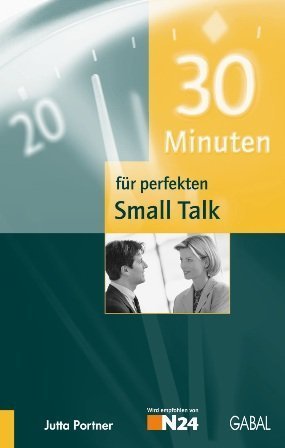 20
30
Minuten
für perfekten
Small Talk
Jutta Portner
Wird empfohlen von
N24
GABAL